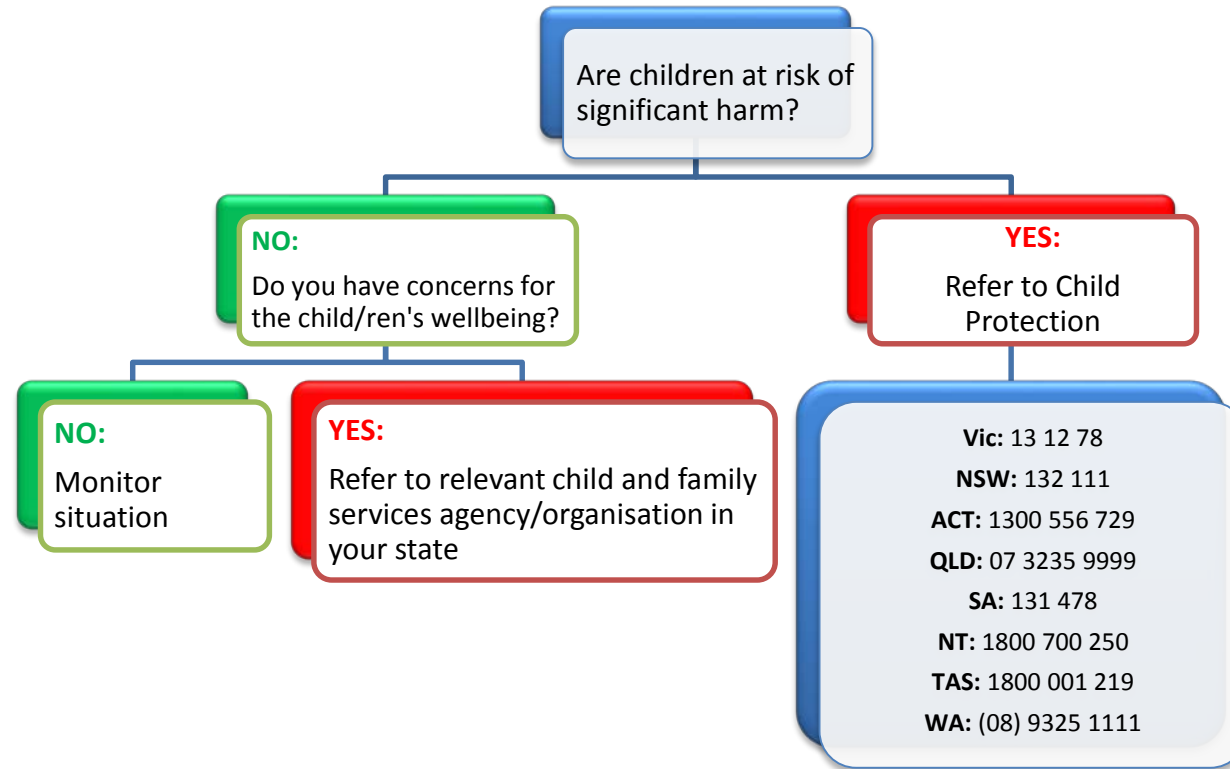 Are children at risk of
significant harm?
NO:
Do you have concerns for
the child/ren's wellbeing?
YES:
Refer to Child
Protection
NO:
Monitor
situation
YES:
Refer to relevant child and family
services agency/organisation in
your state
Vic: 13 12 78
NSW: 132 111
ACT: 1300 556 729
QLD: 07 3235 9999
SA: 131 478
NT: 1800 700 250
TAS: 1800 001 219
WA: (08) 9325 1111